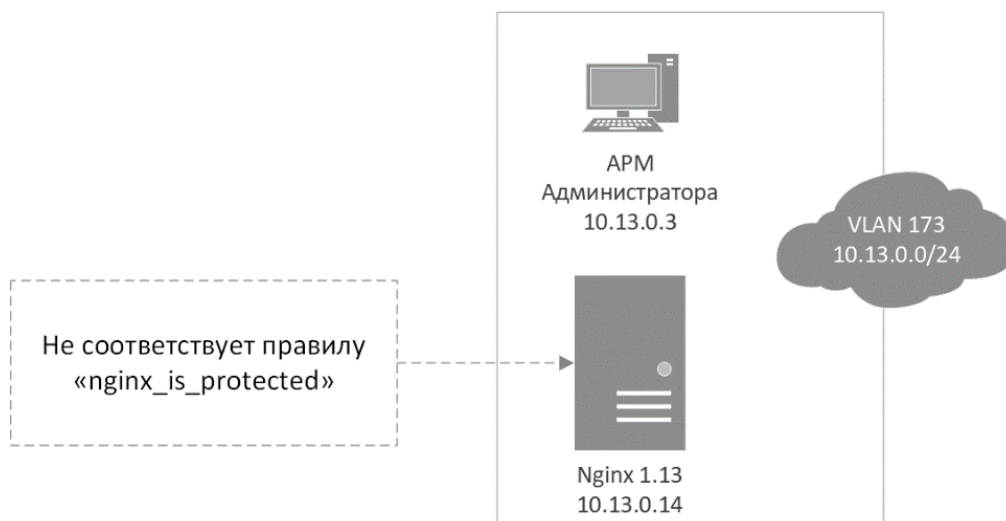 АРМ
Администратора
10.13.0.3
VLAN 173
10.13.0.0/24
Не соответствует правилу
«nginx_is_protected»
Nginx 1.13
10.13.0.14